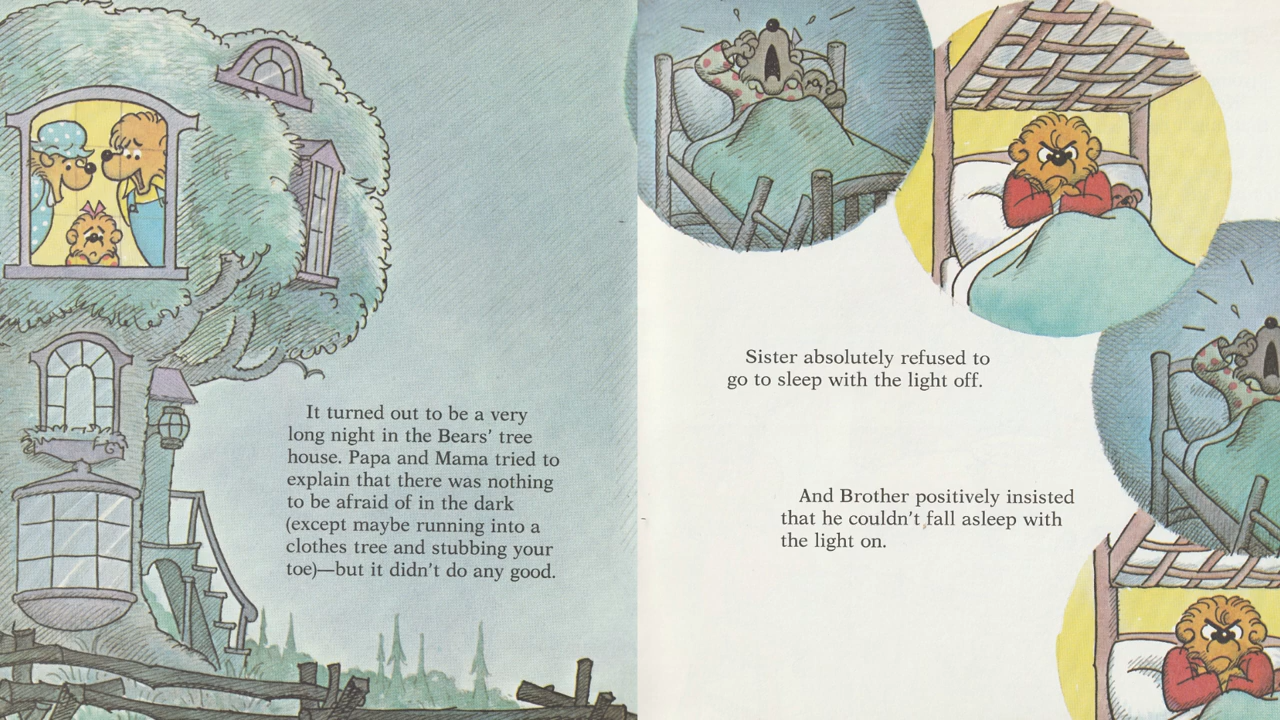 It turned out to be a very
long night in the Bears' tree
house. Papa and Mama tried to
explain that there was nothing
to be afraid of in the dark
(except maybe running into a
clothes tree and stubbing your
toe)—but it didn't do any good.
Sister absolutely refused to
go to sleep with the light off.
And Brother positively insisted
that he couldn't fall asleep with
the light on.